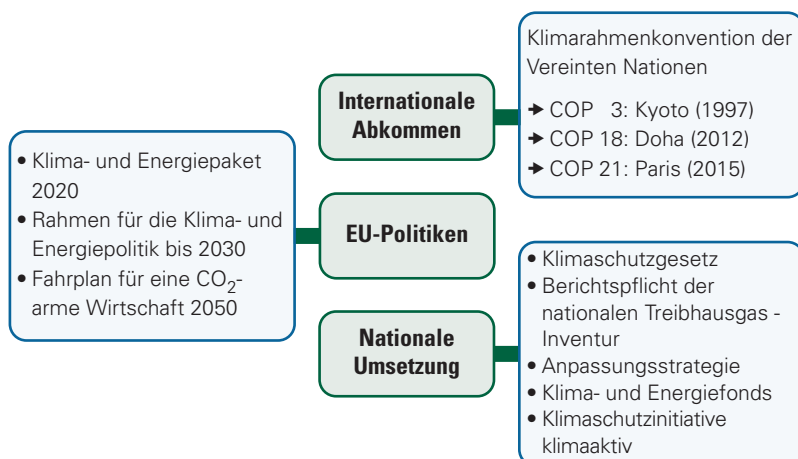 Internationale
Abkommen
Klimarahmenkonvention der
Vereinten Nationen
➔ COP 3: Kyoto (1997)
➔ COP 18: Doha (2012)
➔ COP 21: Paris (2015)
• Klima- und Energiepaket
2020
• Rahmen für die Klima- und
Energiepolitik bis 2030
• Fahrplan für eine CO₂-
arme Wirtschaft 2050
EU-Politiken
Nationale
Umsetzung
• Klimaschutzgesetz
• Berichtspflicht der
nationalen Treibhausgas -
Inventur
• Anpassungsstrategie
• Klima- und Energiefonds
• Klimaschutzinitiative
klimaaktiv